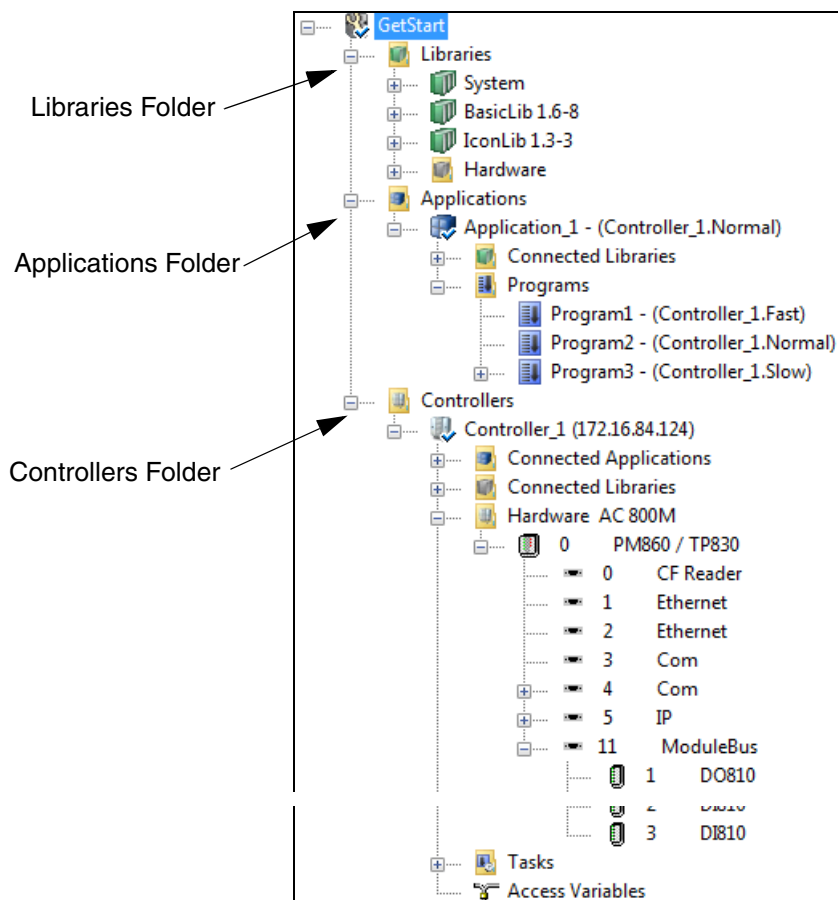 GetStart
Libraries
Libraries Folder
System
BasicLib 1.6-8
IconLib 1.3-3
Hardware
Applications
Application_1 - (Controller_1.Normal)
Applications Folder
Connected Libraries
Programs
Program1 - (Controller_1.Fast)
Program2 - (Controller_1.Normal)
Program3 - (Controller_1.Slow)
Controllers
Controller_1 (172.16.84.124)
Controllers Folder
Connected Applications
Connected Libraries
Hardware AC 800M
0 PM860 / TP830
0 CF Reader
1 Ethernet
2 Ethernet
3 Com
4 Com
5 IP
11 ModuleBus
1 DO810
3 DI810
Tasks
Access Variables